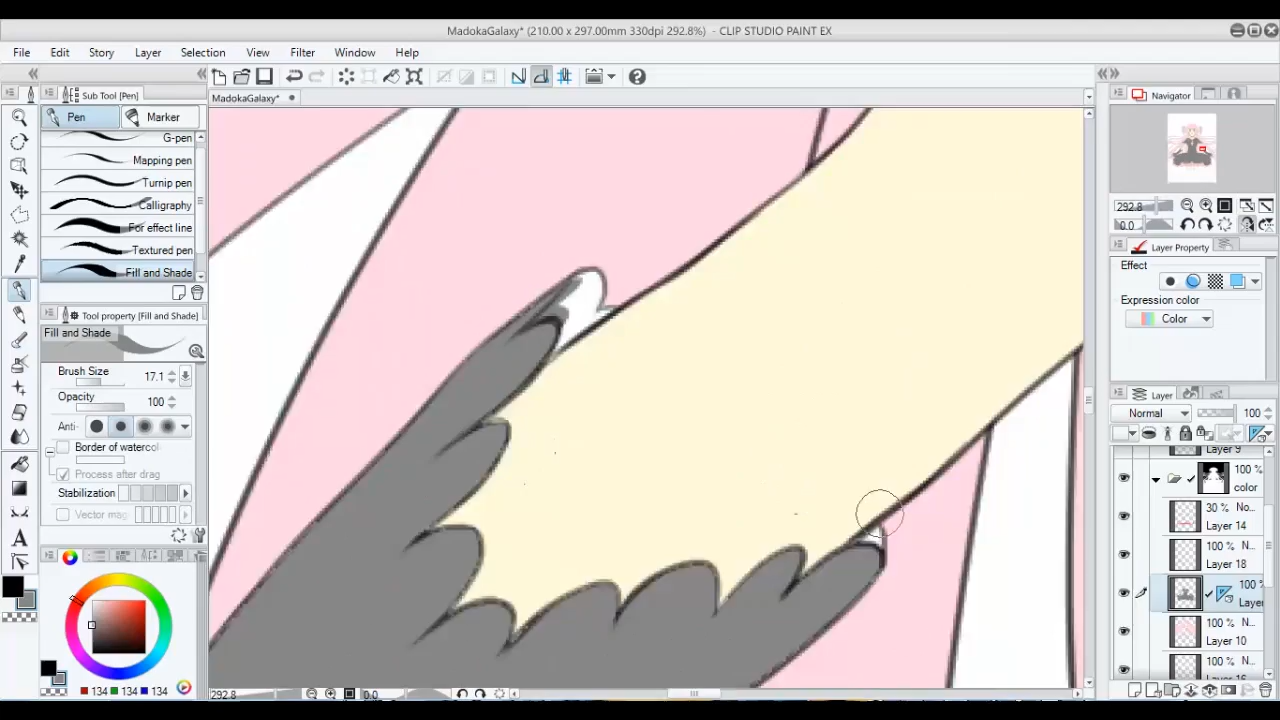 MadokaGalaxy* (210.00 x 297.00mm 330dpi 292.8%) - CLIP STUDIO PAINT EX
File Edit Story Layer Selection View Filter Window Help
Sub Tool [Pen]
MadokaGalaxy*
Navigator
Pen Marker
G-pen
Mapping pen
Turnip pen
Calligraphy
For effect line
Textured pen
Fill and Shade
292.8
0.0
Layer Property
Effect
Expression color
Color
Tool property [Fill and Shade]
Fill and Shade
Brush Size 17.1
Opacity 100
Anti-
Border of watercol
Process after drag
Stabilization
Vector mag
Layer
Normal 100
Layer 9
100 %
color
30 % No...
Layer 14
100 % N...
Layer 18
100 %
Laye
100 % N...
Layer 10
100 % N...
134 134 134
292.8 0.0